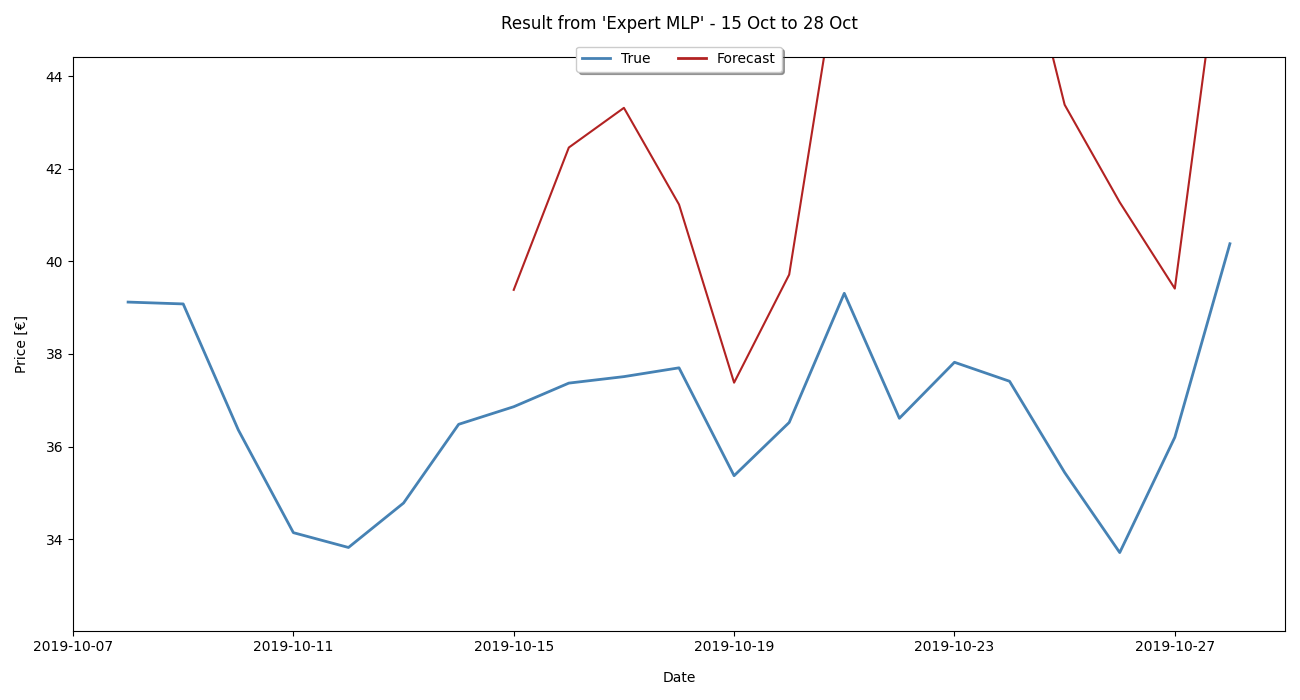 Result from 'Expert MLP' - 15 Oct to 28 Oct
True Forecast
44
42
40
38
36
34
Price [€]
2019-10-07 2019-10-11 2019-10-15 2019-10-19 2019-10-23 2019-10-27
Date